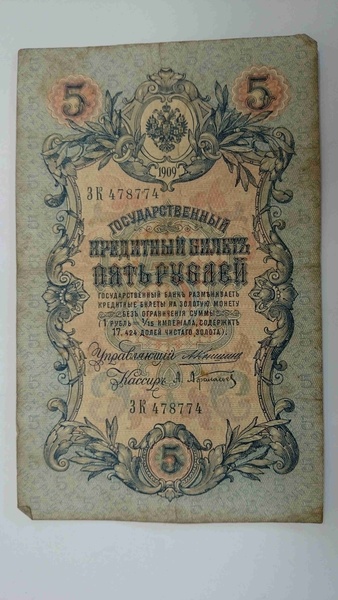 5 5
1909
ЗК 478774
ГОСУДАРСТВЕННЫЙ
КРЕДИТНЫЙ БИЛЕТЪ
ПЯТЬ РУБЛЕЙ
ГОСУДАРСТВЕННЫЙ БАНКЪ РАЗМѢНИВАЕТЪ
КРЕДИТНЫЕ БИЛЕТЫ НА ЗОЛОТУЮ МОНЕТУ
БЕЗЪ ОГРАНИЧЕНІЯ СУММЫ
(1 РУБЛЬ = 1/15 ИМПЕРІАЛА, СОДЕРЖИТЪ
17,424 ДОЛЕЙ ЧИСТАГО ЗОЛОТА);
Управляющій
Кассиръ
ЗК 478774
5